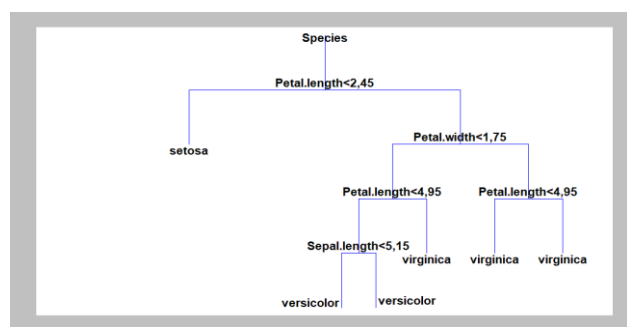 Species
Petal.length<2,45
setosa
Petal.width<1,75
Petal.length<4,95
Petal.length<4,95
Sepal.length<5,15
virginica
virginica
virginica
versicolor
versicolor